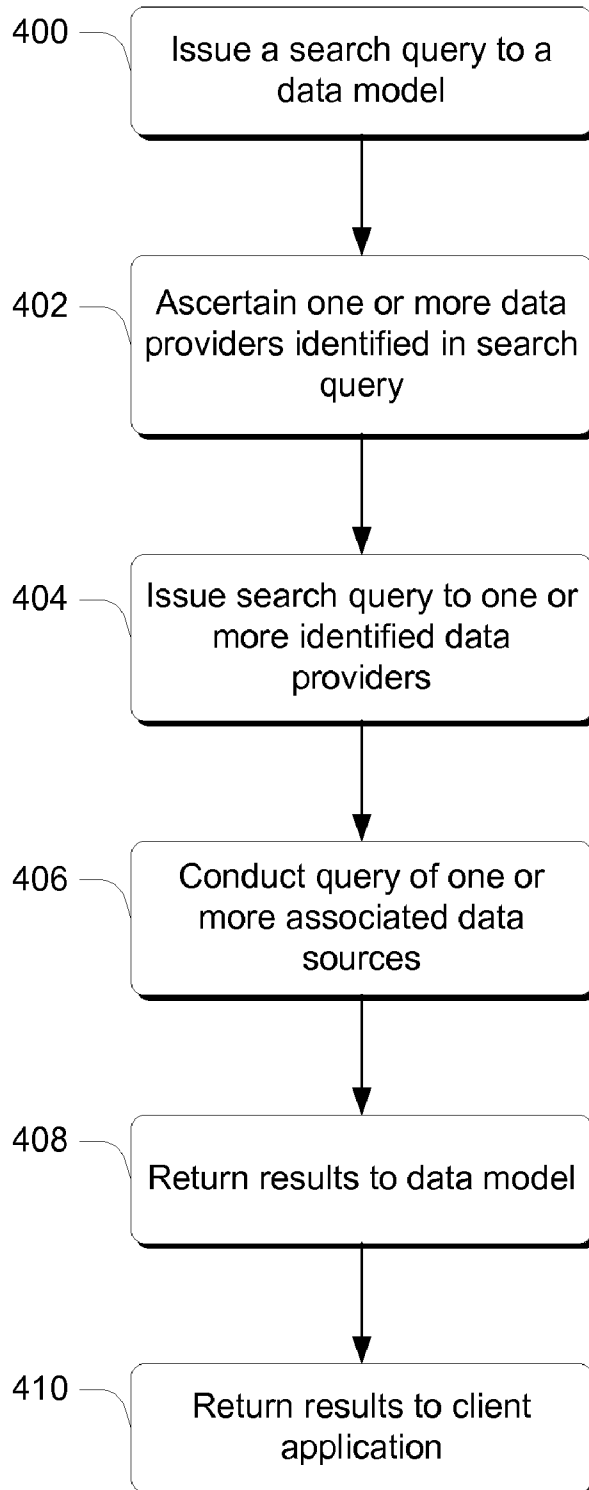 400
Issue a search query to a
data model
402
Ascertain one or more data
providers identified in search
query
404
Issue search query to one or
more identified data
providers
406
Conduct query of one or
more associated data
sources
408
Return results to data model
410
Return results to client
application